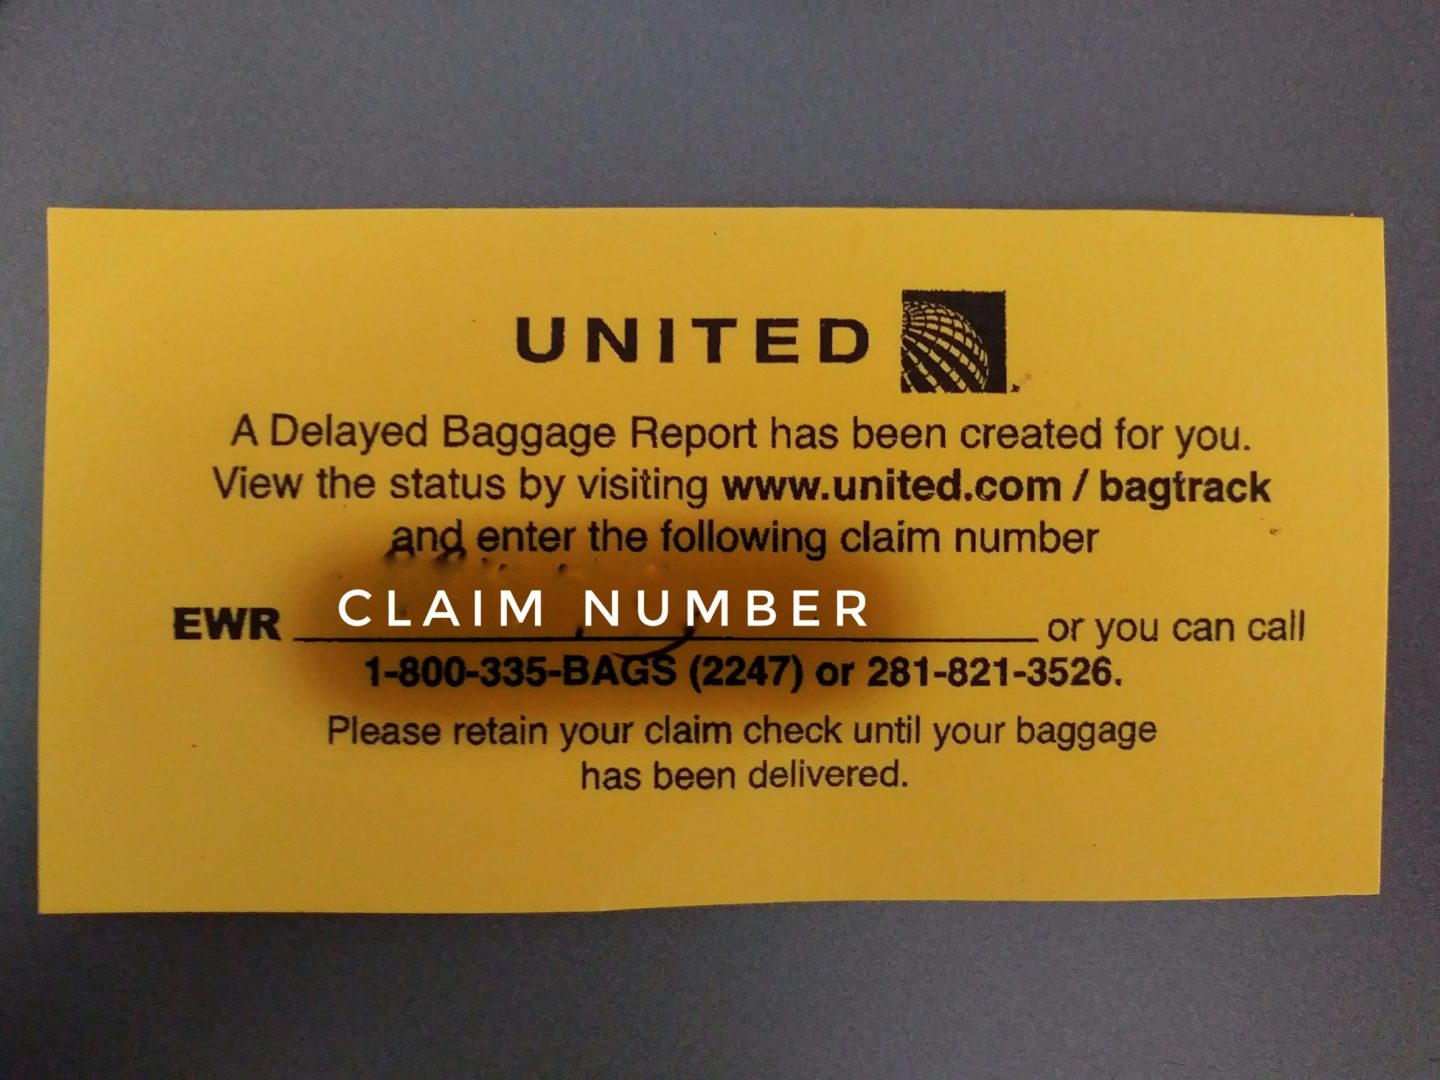 UNITED
A Delayed Baggage Report has been created for you.
View the status by visiting www.united.com / bagtrack
and enter the following claim number
EWR CLAIM NUMBER or you can call
1-800-335-BAGS (2247) or 281-821-3526.
Please retain your claim check until your baggage
has been delivered.